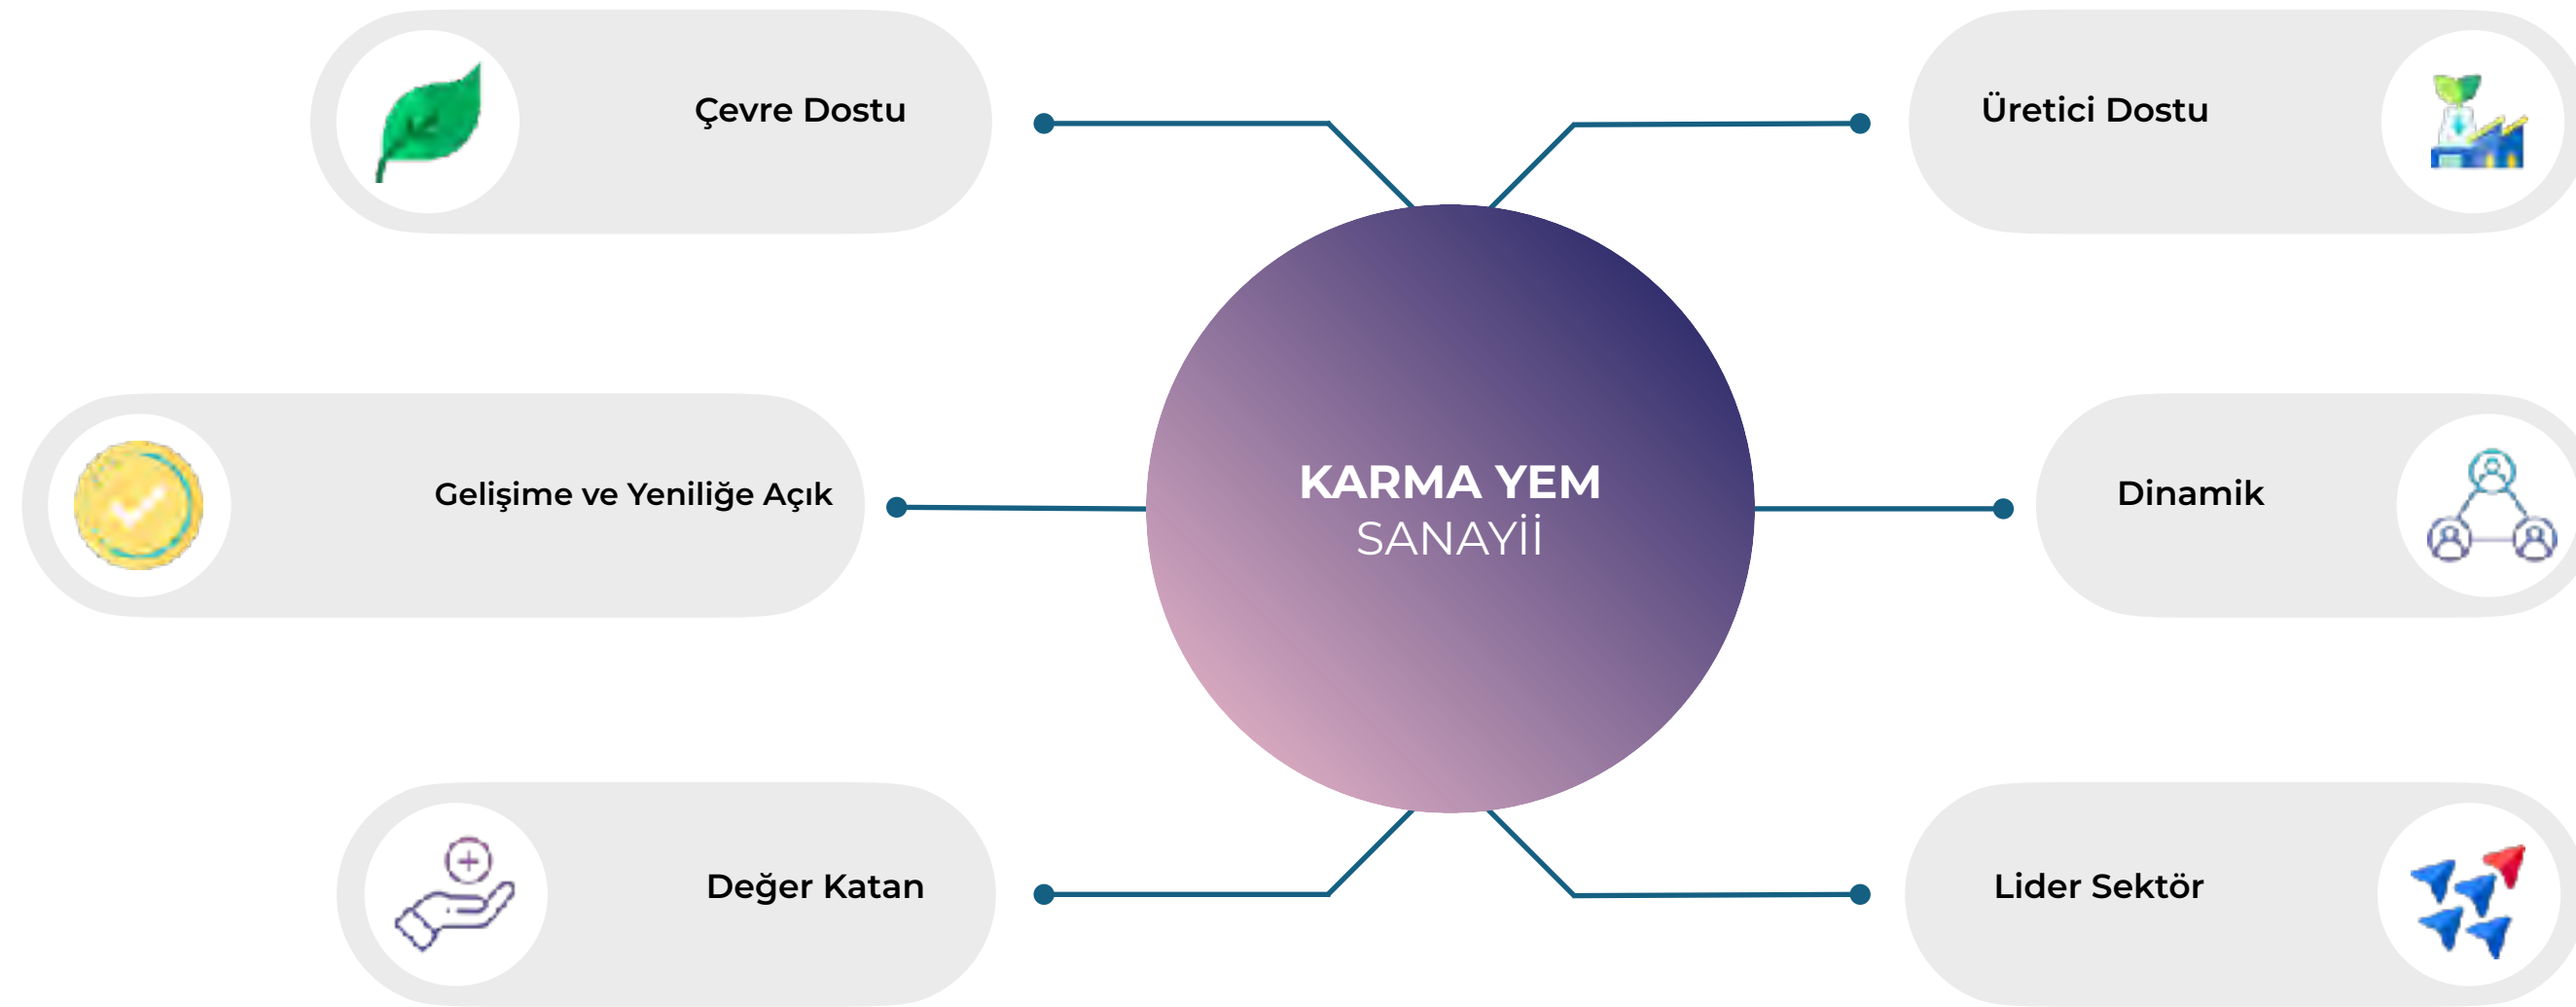 Çevre Dostu
Üretici Dostu
Gelişime ve Yeniliğe Açık
KARMA YEM
SANAYİİ
Dinamik
Değer Katan
Lider Sektör